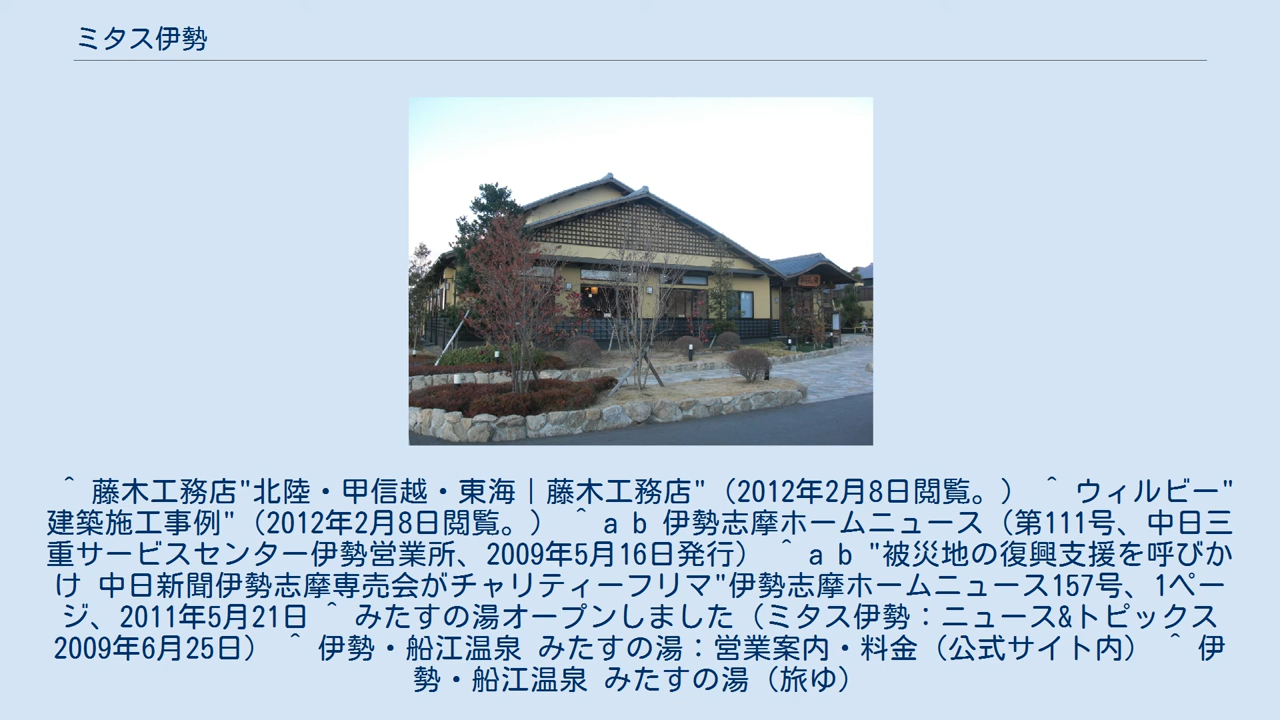 ミタス伊勢
^ 藤木工務店"北陸・甲信越・東海 | 藤木工務店"（2012年2月8日閲覧。） ^ ウィルビー"
建築施工事例"（2012年2月8日閲覧。） ^ a b 伊勢志摩ホームニュース（第111号、中日三
重サービスセンター伊勢営業所、2009年5月16日発行） ^ a b "被災地の復興支援を呼びか
け 中日新聞伊勢志摩専売会がチャリティーフリマ"伊勢志摩ホームニュース157号、1ペー
ジ、2011年5月21日 ^ みたすの湯オープンしました（ミタス伊勢：ニュース&トピックス
2009年6月25日） ^ 伊勢・船江温泉 みたすの湯：営業案内・料金（公式サイト内） ^ 伊
勢・船江温泉 みたすの湯（旅ゆ）